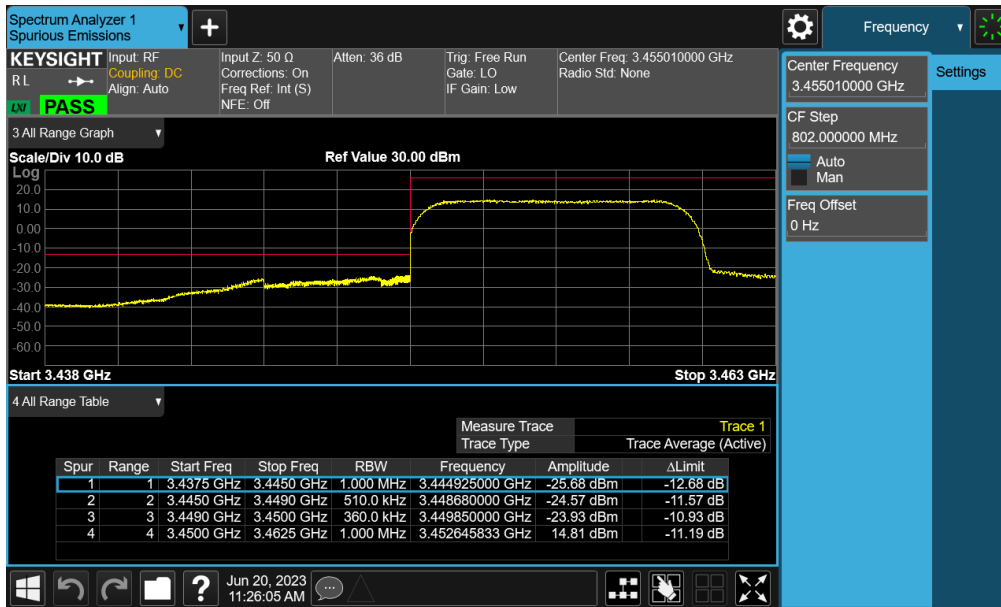 Spectrum Analyzer 1
Spurious Emissions
+
Frequency
KEYSIGHT
R L
LXI
PASS
Input: RF
Coupling: DC
Align: Auto
Input Z: 50 Ω
Corrections: On
Freq Ref: Int (S)
NFE: Off
Atten: 36 dB
Trig: Free Run
Gate: LO
IF Gain: Low
Center Freq: 3.455010000 GHz
Radio Std: None
Center Frequency
3.455010000 GHz
Settings
CF Step
802.000000 MHz
Auto
Man
Freq Offset
0 Hz
3 All Range Graph
Scale/Div 10.0 dB
Ref Value 30.00 dBm
Log
20.0
10.0
0.00
-10.0
-20.0
-30.0
-40.0
-50.0
-60.0
Start 3.438 GHz
Stop 3.463 GHz
4 All Range Table
Measure Trace Trace 1
Trace Type Trace Average (Active)
Spur Range Start Freq Stop Freq RBW Frequency Amplitude ΔLimit
1 1 3.4375 GHz 3.4450 GHz 1.000 MHz 3.444925000 GHz -25.68 dBm -12.68 dB
2 2 3.4450 GHz 3.4490 GHz 510.0 kHz 3.448680000 GHz -24.57 dBm -11.57 dB
3 3 3.4490 GHz 3.4500 GHz 360.0 kHz 3.449850000 GHz -23.93 dBm -10.93 dB
4 4 3.4500 GHz 3.4625 GHz 1.000 MHz 3.452645833 GHz 14.81 dBm -11.19 dB
?
Jun 20, 2023
11:26:05 AM